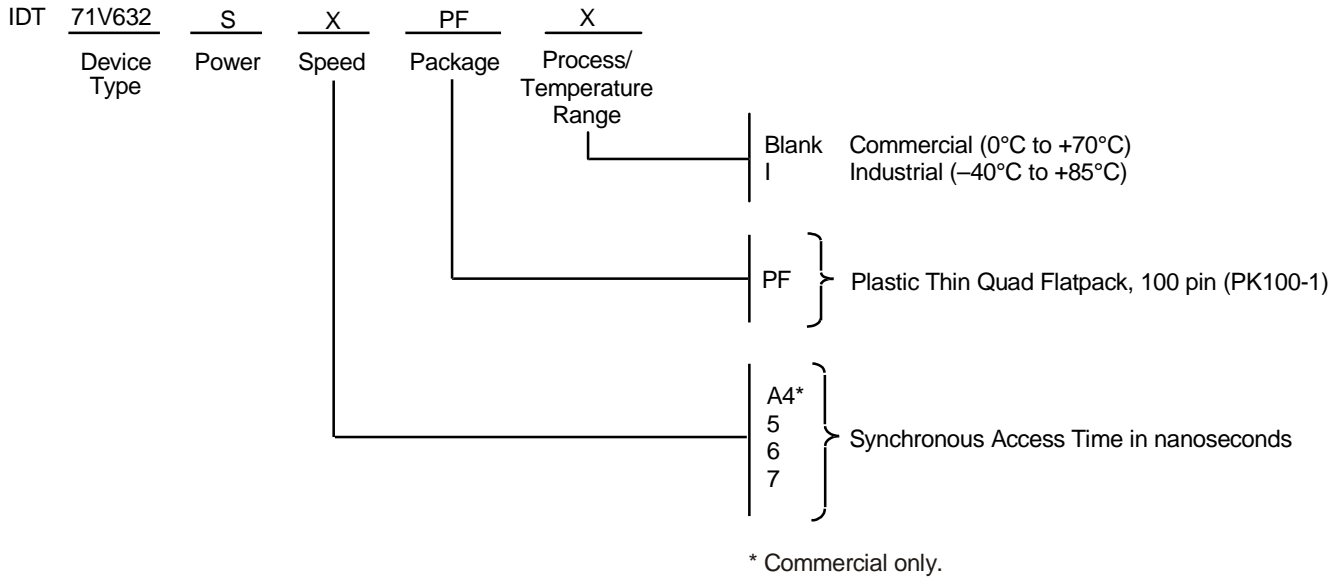 IDT 71V632 S X PF X
Device Type Power Speed Package Process/ Temperature Range
Blank Commercial (0°C to +70°C)
I Industrial (–40°C to +85°C)
PF Plastic Thin Quad Flatpack, 100 pin (PK100-1)
A4*
5
6
7
Synchronous Access Time in nanoseconds
* Commercial only.